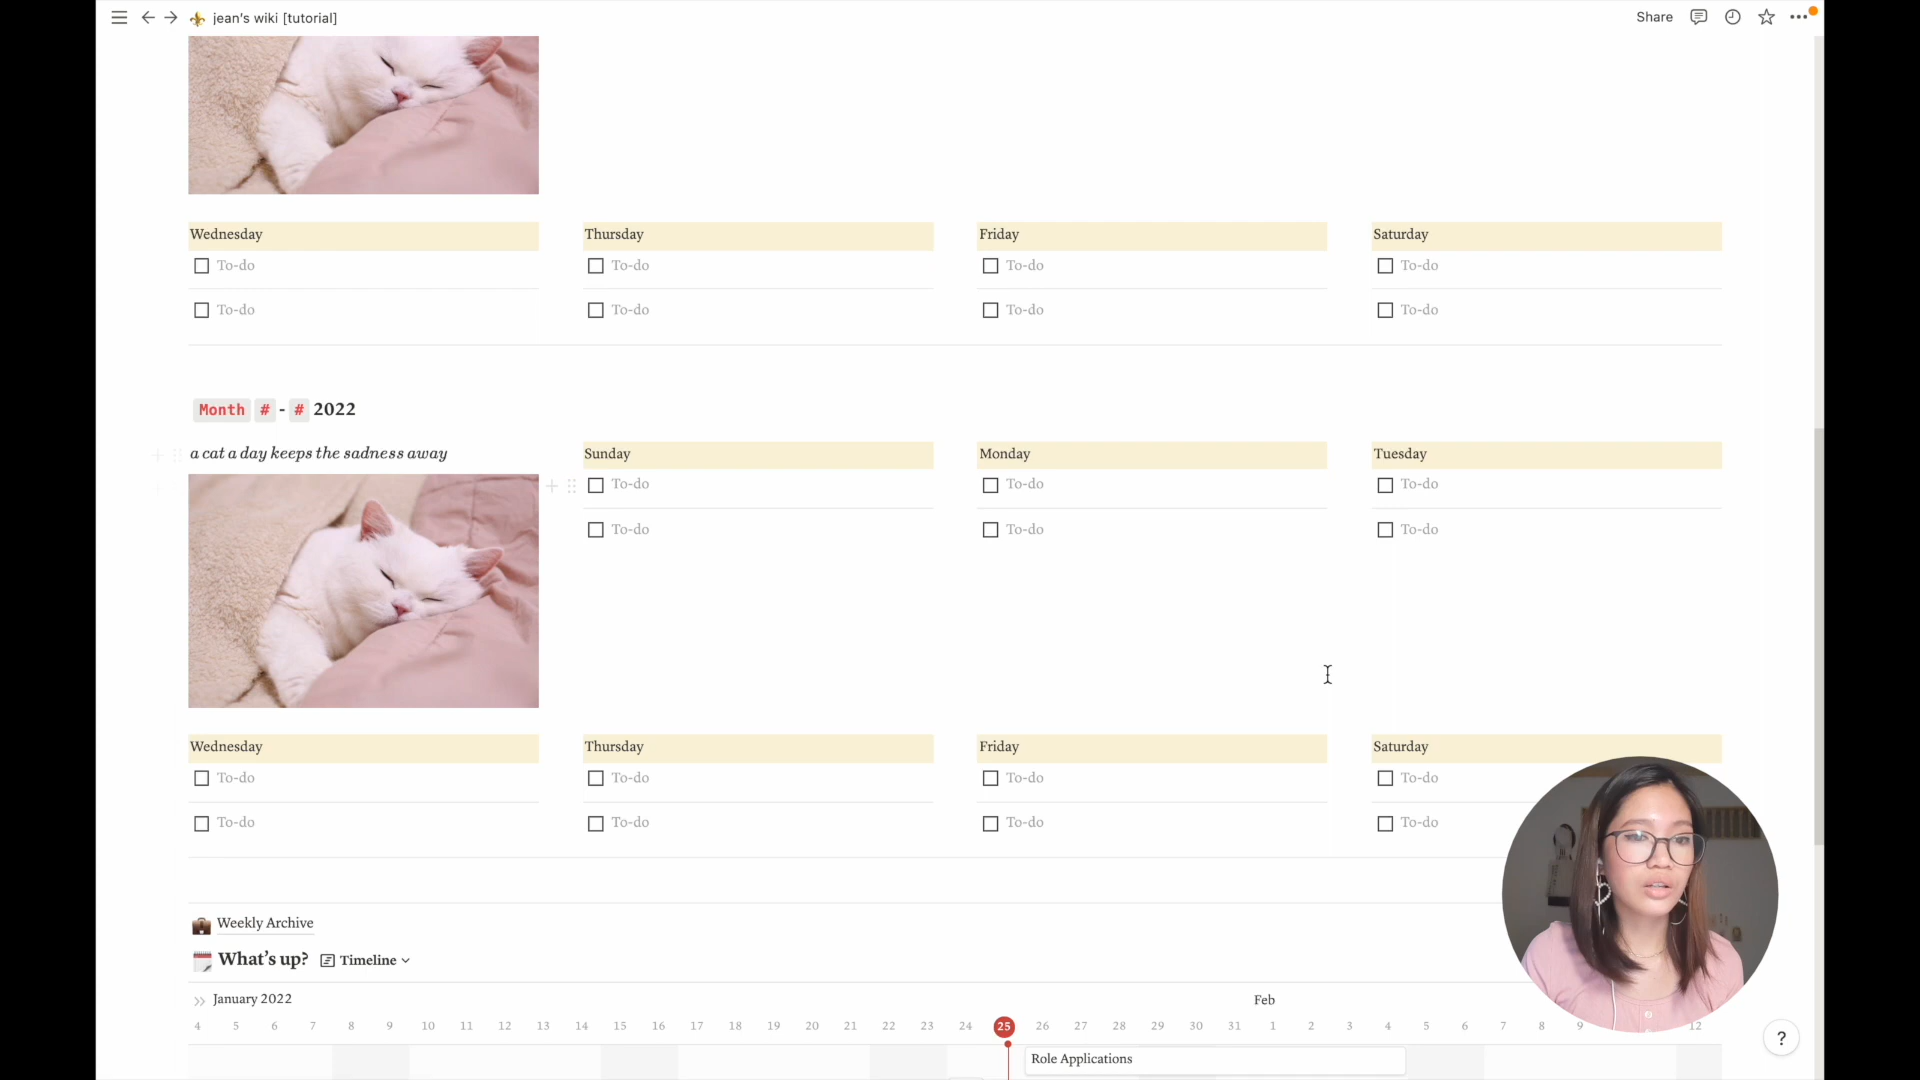 jean's wiki [tutorial]
Share
Wednesday
Thursday
Friday
Saturday
To-do
To-do
To-do
To-do
To-do
To-do
To-do
To-do
Month # - # 2022
a cat a day keeps the sadness away
Sunday
Monday
Tuesday
To-do
To-do
To-do
To-do
To-do
To-do
Wednesday
Thursday
Friday
Saturday
To-do
To-do
To-do
To-do
To-do
To-do
To-do
To-do
Weekly Archive
What's up? Timeline
January 2022
Feb
4 5 6 7 8 9 10 11 12 13 14 15 16 17 18 19 20 21 22 23 24 25 26 27 28 29 30 31 1 2 3 4 5 6 7 8 9 12
?
Role Applications